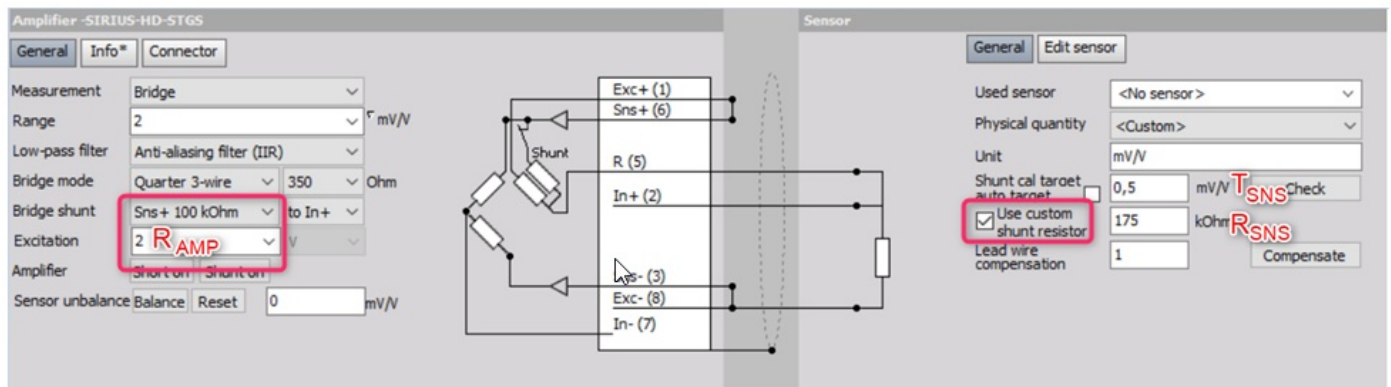 Amplifier -SIRIUS-HD-STGS
General Info* Connector
Measurement Bridge
Range 2 mV/V
Low-pass filter Anti-aliasing filter (IIR)
Bridge mode Quarter 3-wire 350 Ohm
Bridge shunt Sns+ 100 kOhm to In+
Excitation 2 V
RAMP
Amplifier Short on Shunt on
Sensor unbalance Balance Reset 0 mV/V
Exc+ (1)
Sns+ (6)
Shunt
R (5)
In+ (2)
(3)
Exc- (8)
In- (7)
Sensor
General Edit sensor
Used sensor <No sensor>
Physical quantity <Custom>
Unit mV/V
Shunt cal target
auto target 0,5 mV/V TSNS Check
Use custom
shunt resistor 175 kOhm RSNS
Lead wire
compensation 1 Compensate